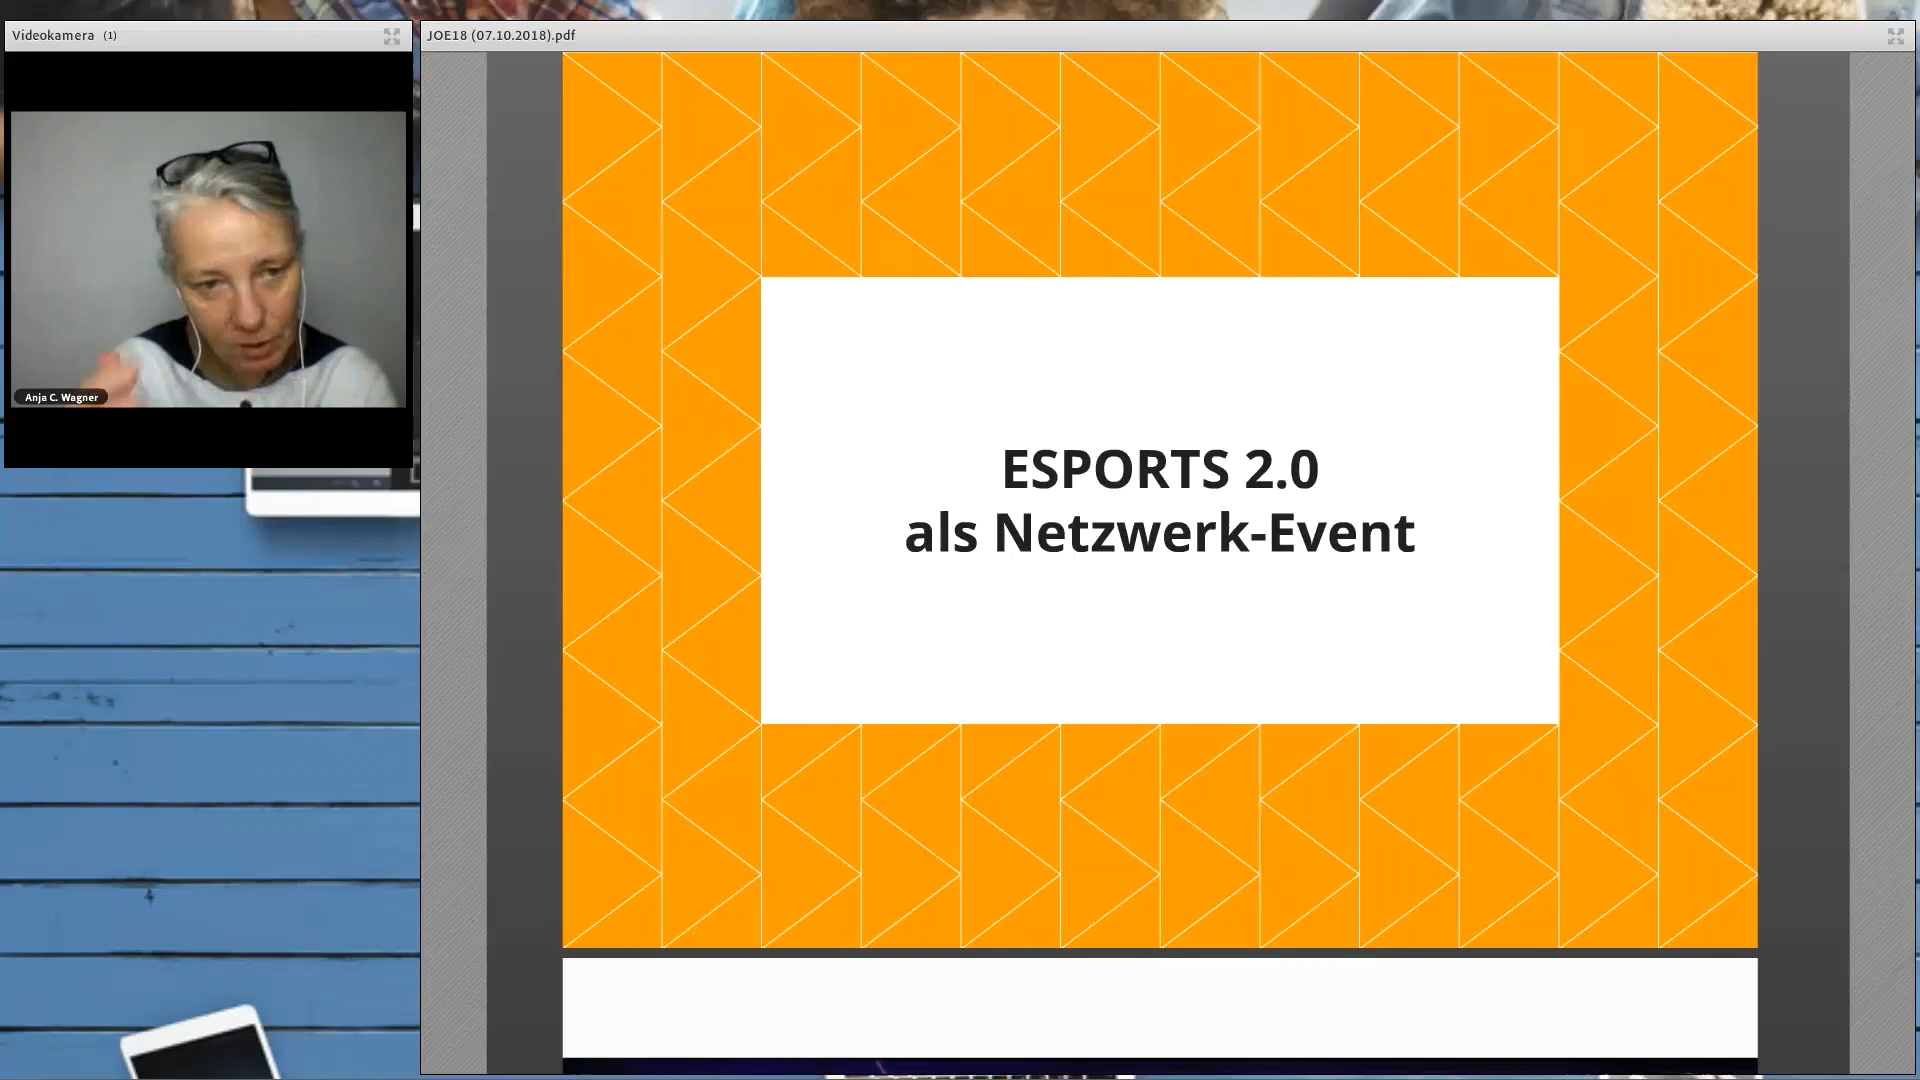 Videokamera (1)
JOE18 (07.10.2018).pdf
Anja C. Wagner
ESPORTS 2.0
als Netzwerk-Event